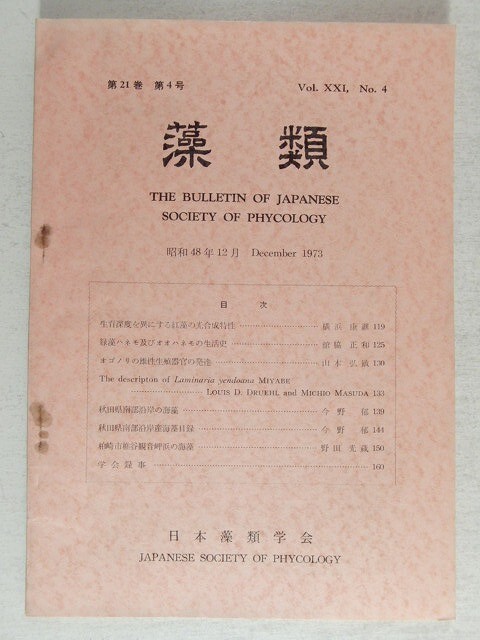 第21巻 第4号
Vol. XXI, No. 4
藻類
THE BULLETIN OF JAPANESE
SOCIETY OF PHYCOLOGY
昭和48年12月 December 1973
目次
生育深度を異にする紅藻の光合成特性 横浜康継 119
緑藻ハネモ及びオオハネモの生活史 舘脇正和 125
オゴノリの雄性生殖器官の発達 山本弘敏 130
The descripton of Laminaria yendoana MIYABE
LOUIS D. DRUEHL and MICHIO MASUDA 133
秋田県南部沿岸の海藻 今野郁 139
秋田県南部沿岸産海藻目録 今野郁 144
柏崎市椎谷観音岬浜の海藻 野田光蔵 150
学会録事 160
日本藻類学会
JAPANESE SOCIETY OF PHYCOLOGY